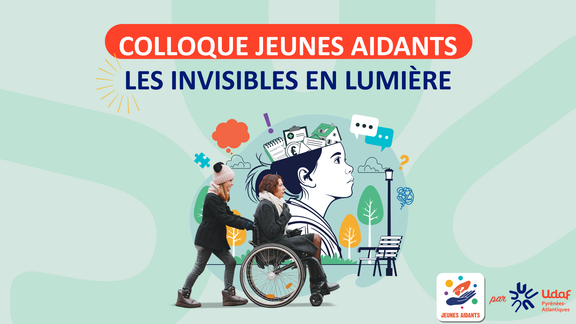 COLLOQUE JEUNES AIDANTS
LES INVISIBLES EN LUMIÈRE
JEUNES AIDANTS
par
Udaf
Pyrénées-
Atlantiques